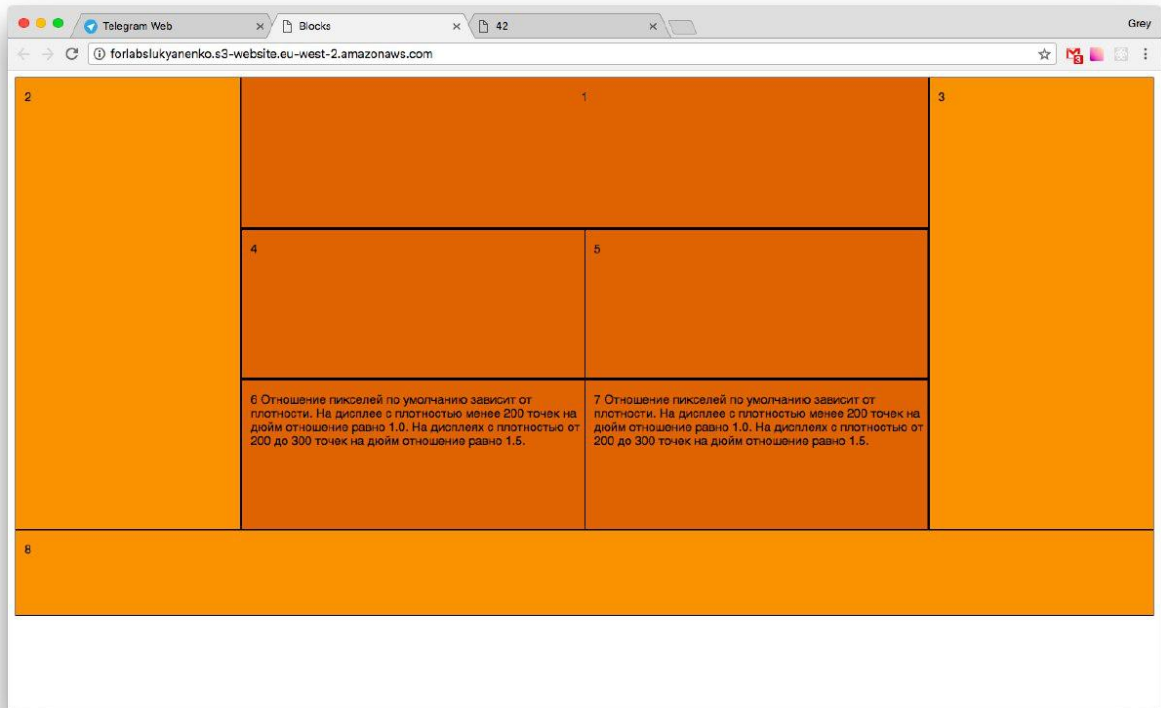 Telegram Web
Blocks
42
Grey
forlabslukyanenko.s3-website.eu-west-2.amazonaws.com
3
2
1
3
4
5
6 Отношение пикселей по умолчанию зависит от
плотности. На дисплее с плотностью менее 200 точек на
дюйм отношение равно 1.0. На дисплеях с плотностью от
200 до 300 точек на дюйм отношение равно 1.5.
7 Отношение пикселей по умолчанию зависит от
плотности. На дисплее с плотностью менее 200 точек на
дюйм отношение равно 1.0. На дисплеях с плотностью от
200 до 300 точек на дюйм отношение равно 1.5.
8